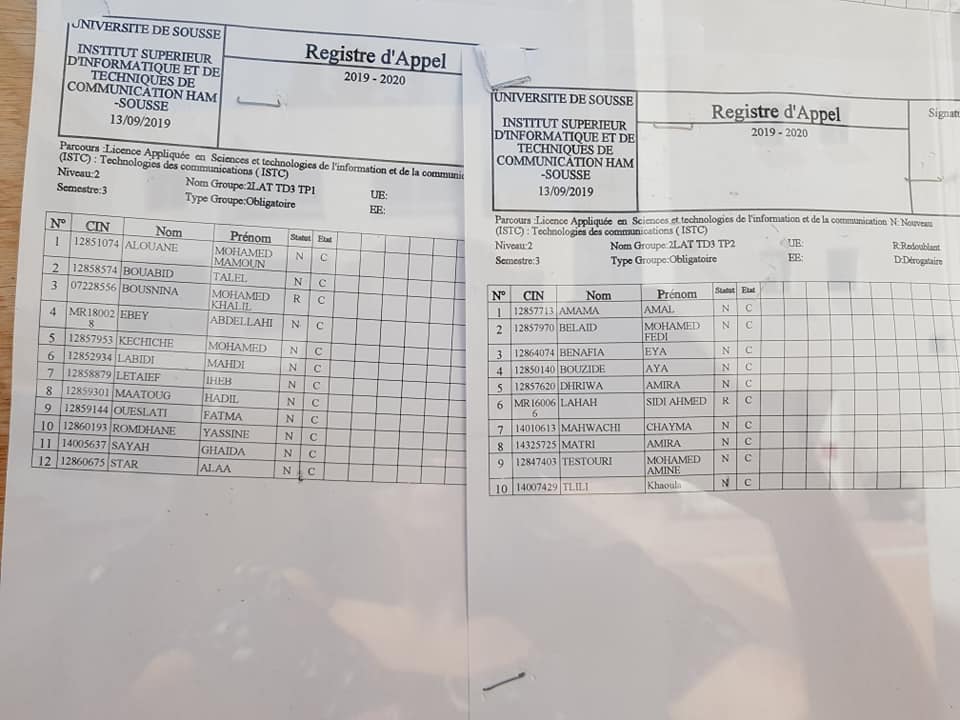 UNIVERSITE DE SOUSSE
INSTITUT SUPERIEUR
D'INFORMATIQUE ET DE
TECHNIQUES DE
COMMUNICATION HAM
-SOUSSE
13/09/2019
Registre d'Appel
2019 - 2020
Parcours :Licence Appliquée en Sciences et technologies de l'information et de la communic
(ISTC) : Technologies des communications ( ISTC)
Niveau:2 Nom Groupe:2LAT TD3 TP1 UE:
Semestre:3 Type Groupe:Obligatoire EE:
N° CIN Nom Prénom Statut Etat
1 12851074 ALOUANE MOHAMED MAMOUN N C
2 12858574 BOUABID TALEL N C
3 07228556 BOUSNINA MOHAMED KHALIL R C
4 MR180028 EBEY ABDELLAHI N C
5 12857953 KECHICHE MOHAMED N C
6 12852934 LABIDI MAHDI N C
7 12858879 LETAIEF IHEB N C
8 12859301 MAATOUG HADIL N C
9 12859144 OUESLATI FATMA N C
10 12860193 ROMDHANE YASSINE N C
11 14005637 SAYAH GHAIDA N C
12 12860675 STAR ALAA N C
UNIVERSITE DE SOUSSE
INSTITUT SUPERIEUR
D'INFORMATIQUE ET DE
TECHNIQUES DE
COMMUNICATION HAM
-SOUSSE
13/09/2019
Registre d'Appel
2019 - 2020
Signatu
Parcours :Licence Appliquée en Sciences et technologies de l'information et de la communication N: Nouveau
(ISTC) : Technologies des communications ( ISTC)
Niveau:2 Nom Groupe:2LAT TD3 TP2 UE: R:Redoublant
Semestre:3 Type Groupe:Obligatoire EE: D:Dérogataire
N° CIN Nom Prénom Statut Etat
1 12857713 AMAMA AMAL N C
2 12857970 BELAID MOHAMED FEDI N C
3 12864074 BENAFIA EYA N C
4 12850140 BOUZIDE AYA N C
5 12857620 DHRIWA AMIRA N C
6 MR160066 LAHAH SIDI AHMED R C
7 14010613 MAHWACHI CHAYMA N C
8 14325725 MATRI AMIRA N C
9 12847403 TESTOURI MOHAMED AMINE N C
10 14007429 TLILI Khaoula N C